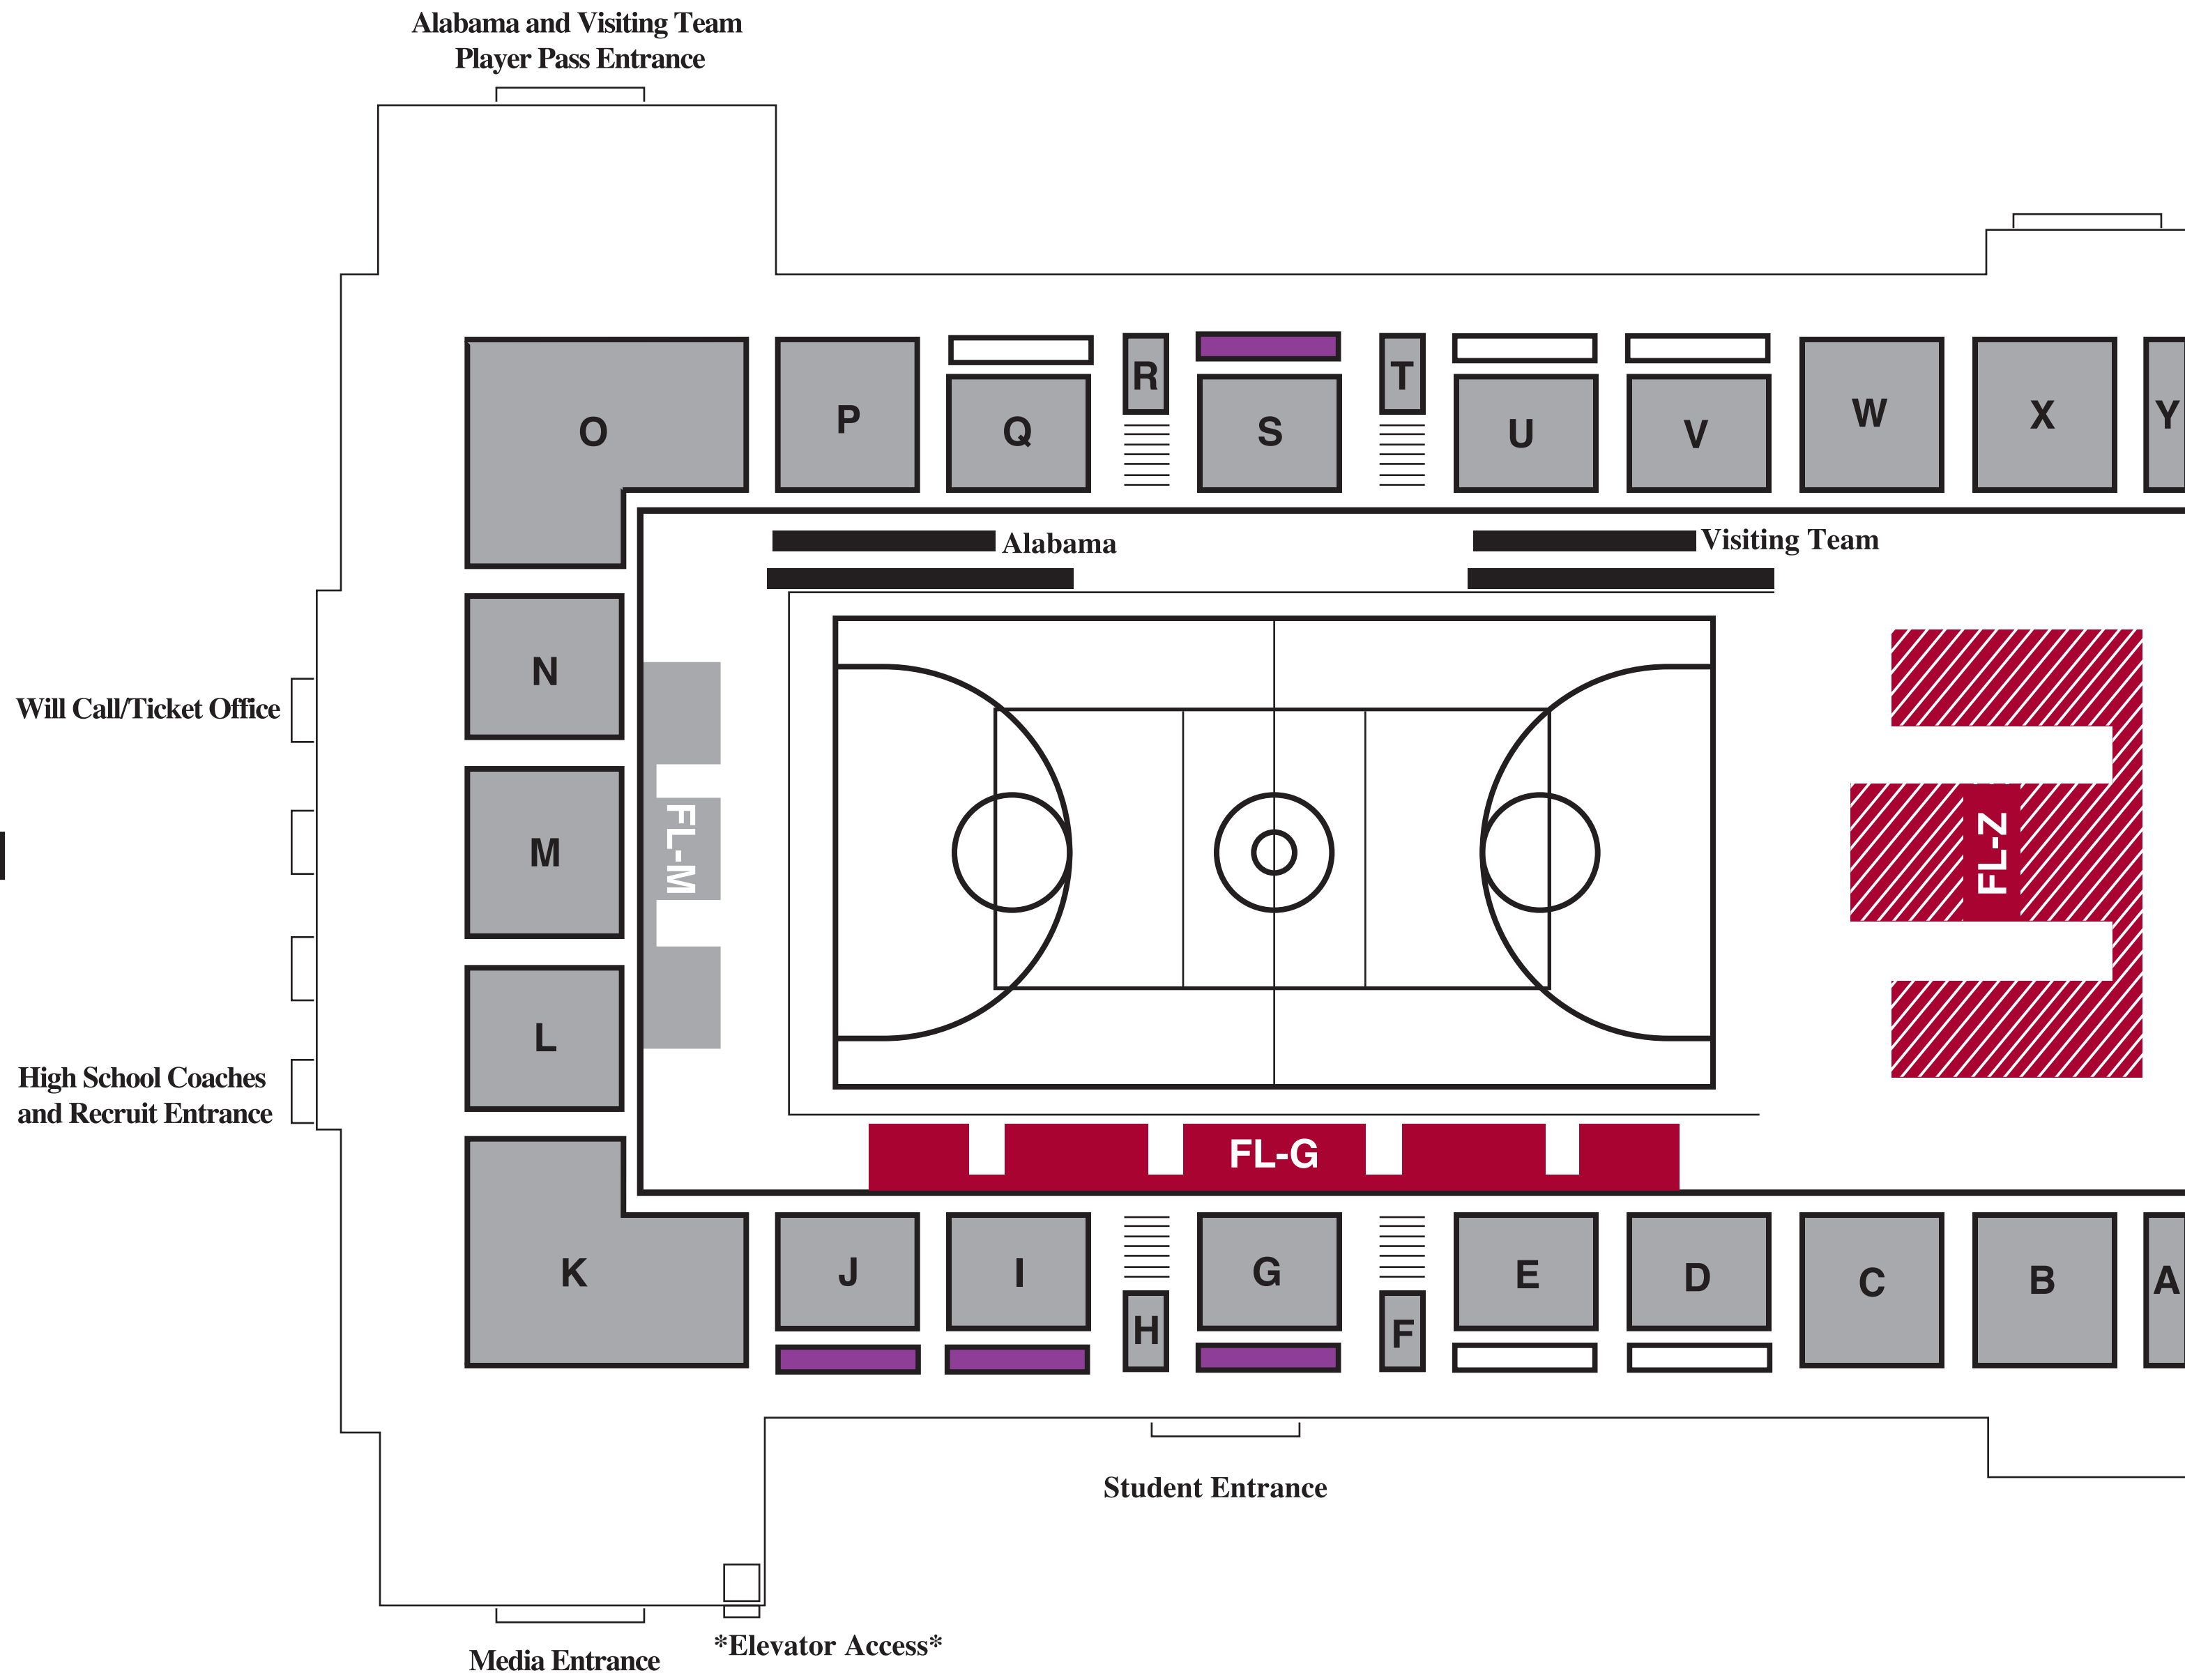 Alabama and Visiting Team
Player Pass Entrance
O
P
Q
R
S
T
U
V
W
X
Y
Alabama
Visiting Team
N
Will Call/Ticket Office
M
FL-M
FL-Z
L
High School Coaches
and Recruit Entrance
FL-G
K
J
I
H
G
F
E
D
C
B
A
Student Entrance
*Elevator Access*
Media Entrance